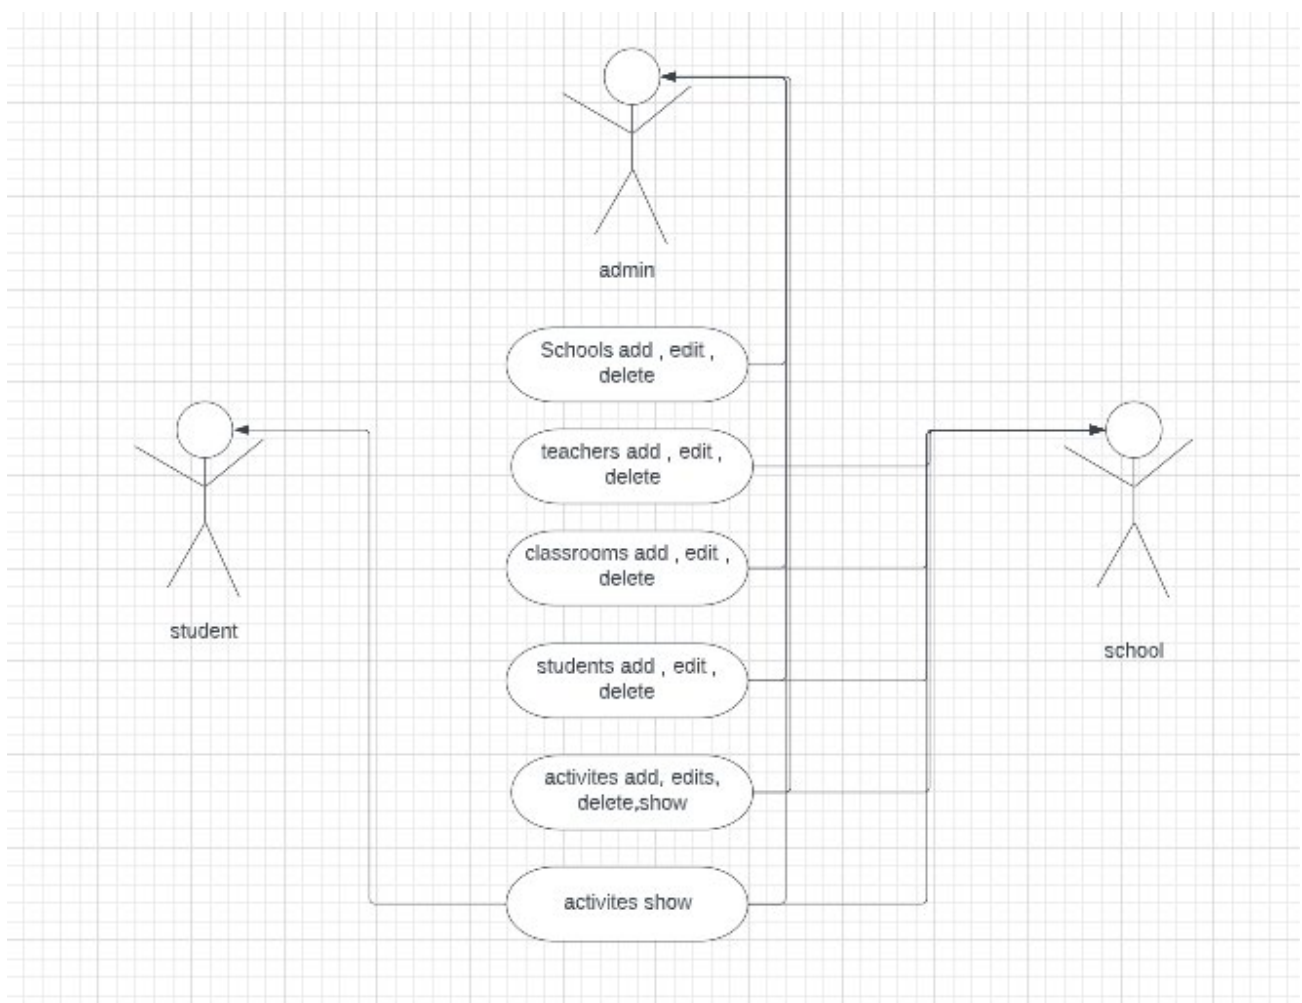 admin
Schools add , edit ,
delete
teachers add , edit ,
delete
classrooms add , edit ,
delete
student
school
students add , edit ,
delete
activites add, edits,
delete,show
activites show